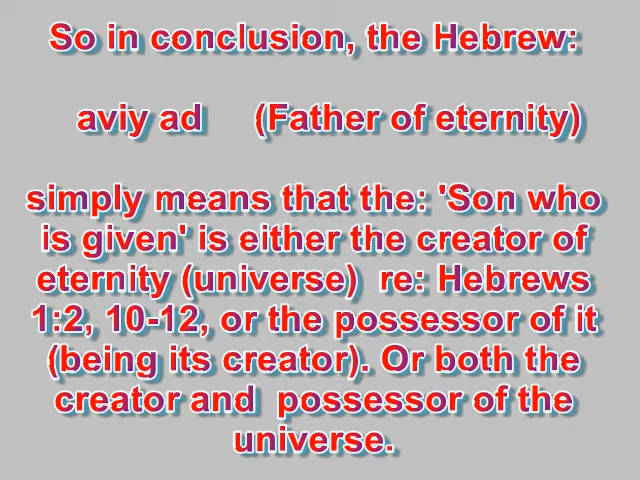 So in conclusion, the Hebrew:
aviy ad (Father of eternity)
simply means that the: 'Son who
is given' is either the creator of
eternity (universe) re: Hebrews
1:2, 10-12, or the possessor of it
(being its creator). Or both the
creator and possessor of the
universe.